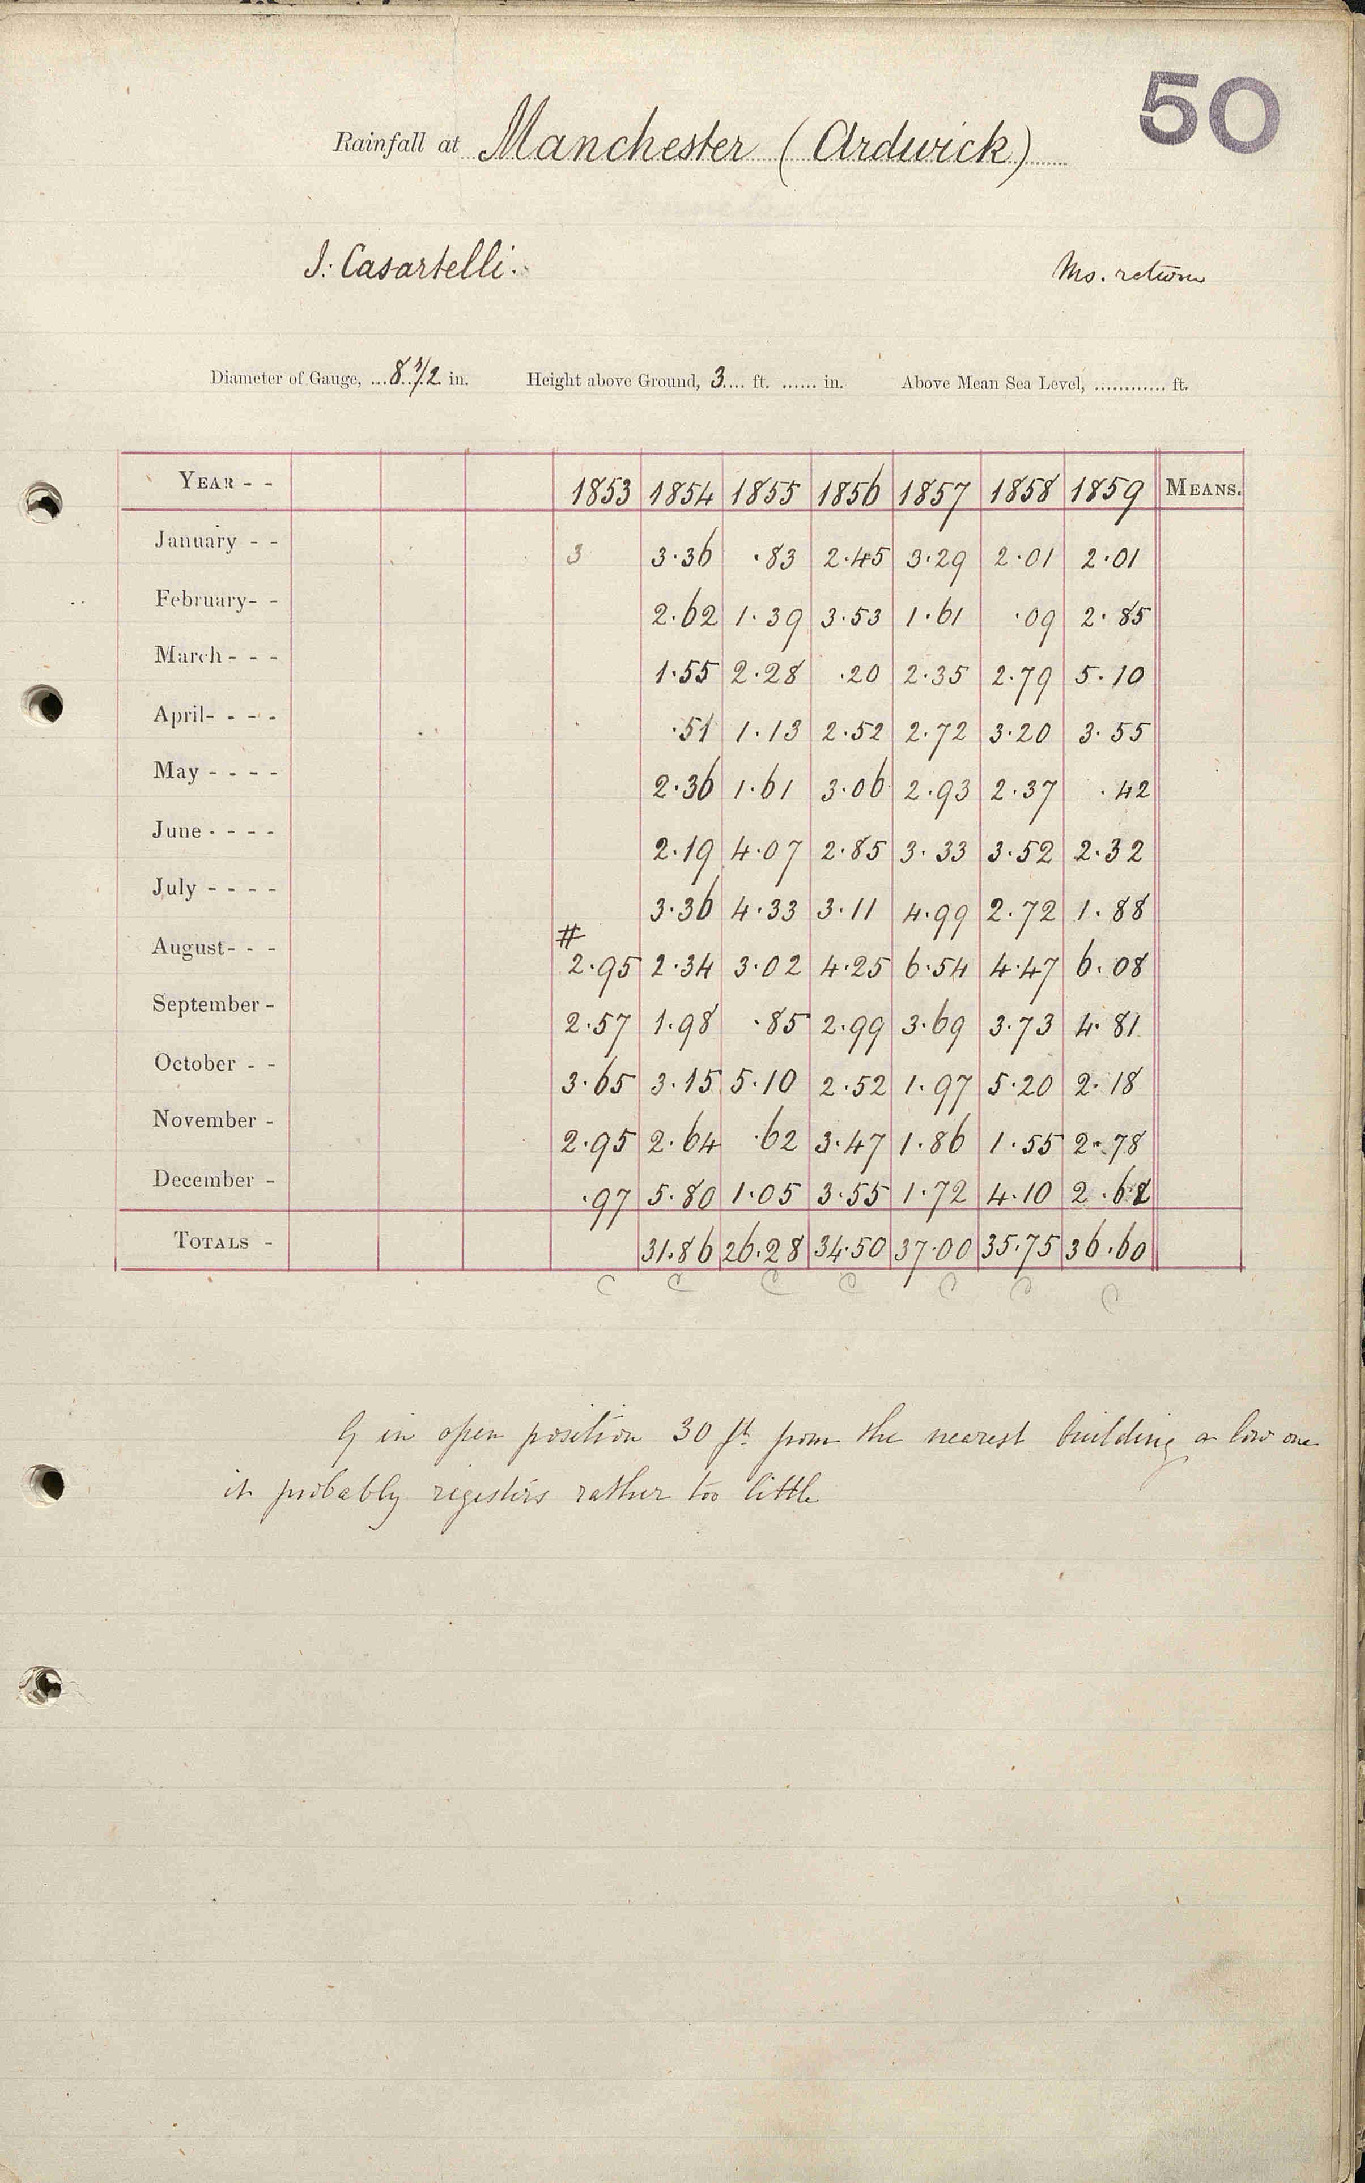 50
Rainfall at Manchester (Ardwick)
J. Casartelli. Ms. return
Diameter of Gauge, ...8 1/2 in. Height above Ground, 3.... ft. ...... in. Above Mean Sea Level, ............ ft.
YEAR - - 1853 1854 1855 1856 1857 1858 1859 MEANS.
January - - 3 3.36 .83 2.45 3.29 2.01 2.01
February- - 2.62 1.39 3.53 1.61 .09 2.85
March - - - 1.55 2.28 .20 2.35 2.79 5.10
April- - - - .51 1.13 2.52 2.72 3.20 3.55
May - - - - 2.36 1.61 3.06 2.93 2.37 .42
June - - - - 2.19 4.07 2.85 3.33 3.52 2.32
July - - - - 3.36 4.33 3.11 4.99 2.72 1.88
#
August- - - 2.95 2.34 3.02 4.25 6.54 4.47 6.08
September - 2.57 1.98 .85 2.99 3.69 3.73 4.81
October - - 3.65 3.15 5.10 2.52 1.97 5.20 2.18
November - 2.95 2.64 .62 3.47 1.86 1.55 2.78
December - .97 5.80 1.05 3.55 1.72 4.10 2.62
TOTALS - 31.86 26.28 34.50 37.00 35.75 36.60
C C C C C C C
G in open position 30 ft from the nearest building a low one
it probably registers rather too little